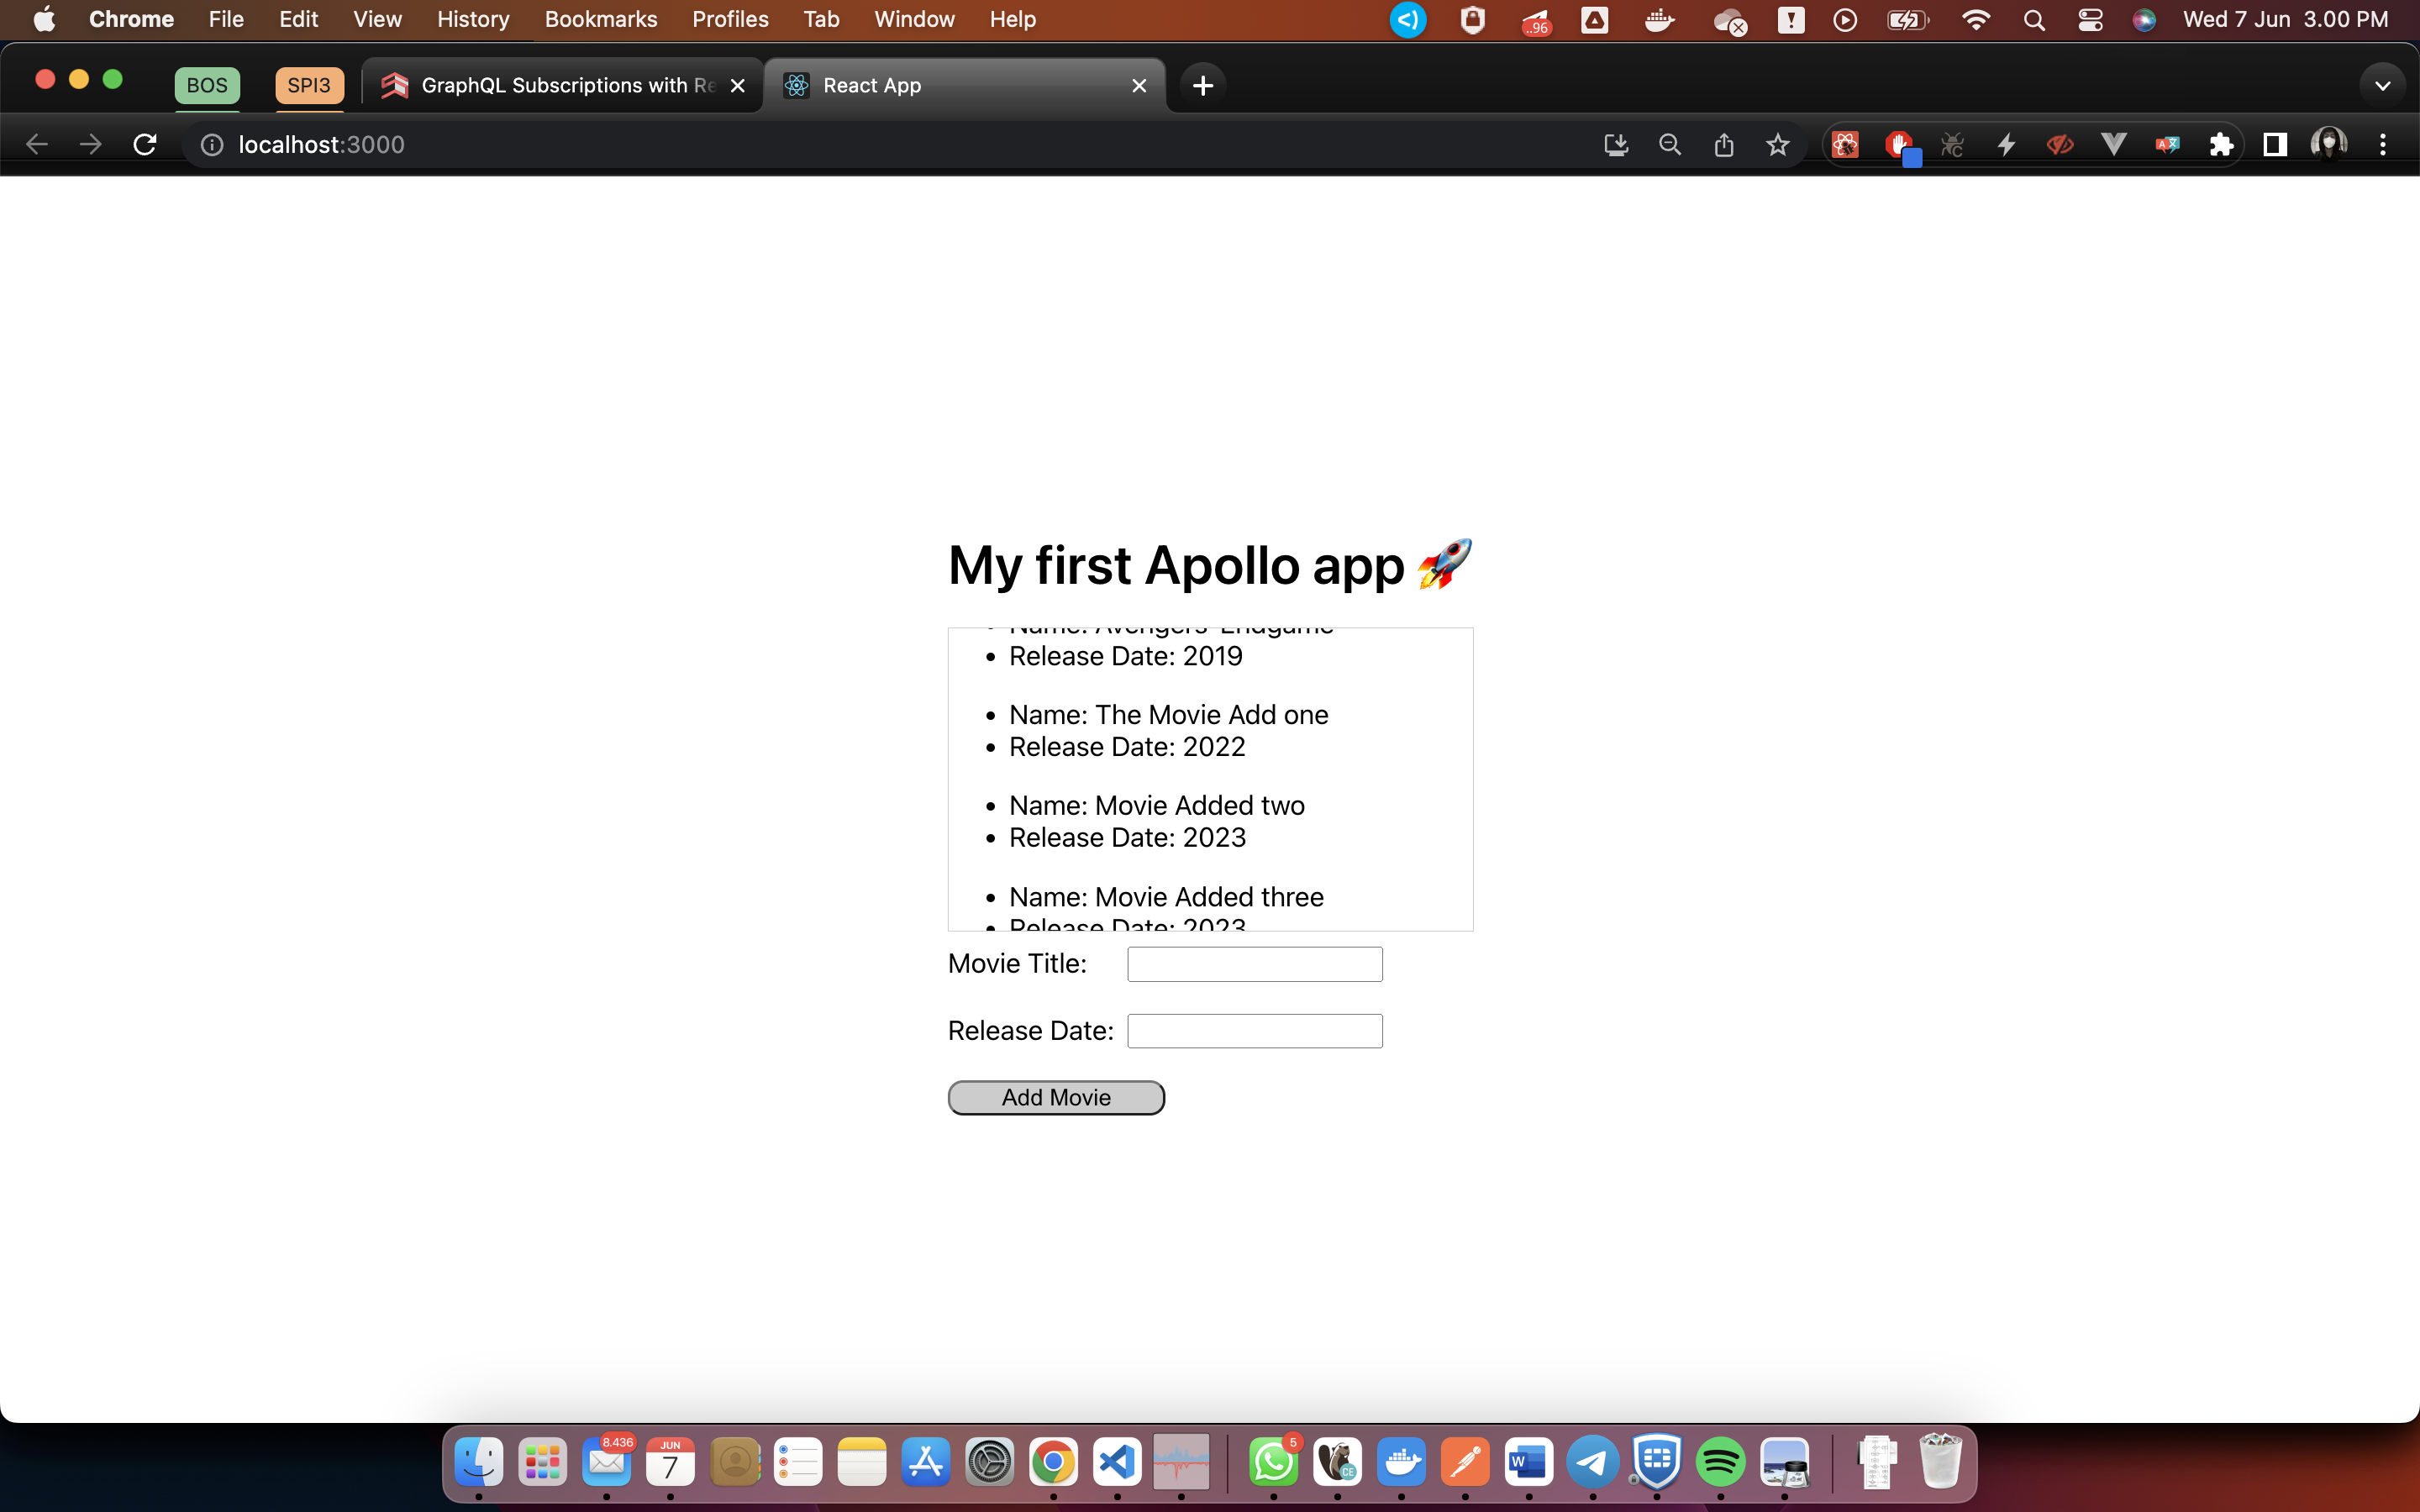 Chrome File Edit View History Bookmarks Profiles Tab Window Help ..96 Wed 7 Jun 3.00 PM
BOS SPI3 GraphQL Subscriptions with Re React App
localhost:3000
My first Apollo app 🚀
Name: Avengers Endgame
Release Date: 2019
Name: The Movie Add one
Release Date: 2022
Name: Movie Added two
Release Date: 2023
Name: Movie Added three
Release Date: 2023
Movie Title:
Release Date:
Add Movie
8.436 JUN 7 5 CE W